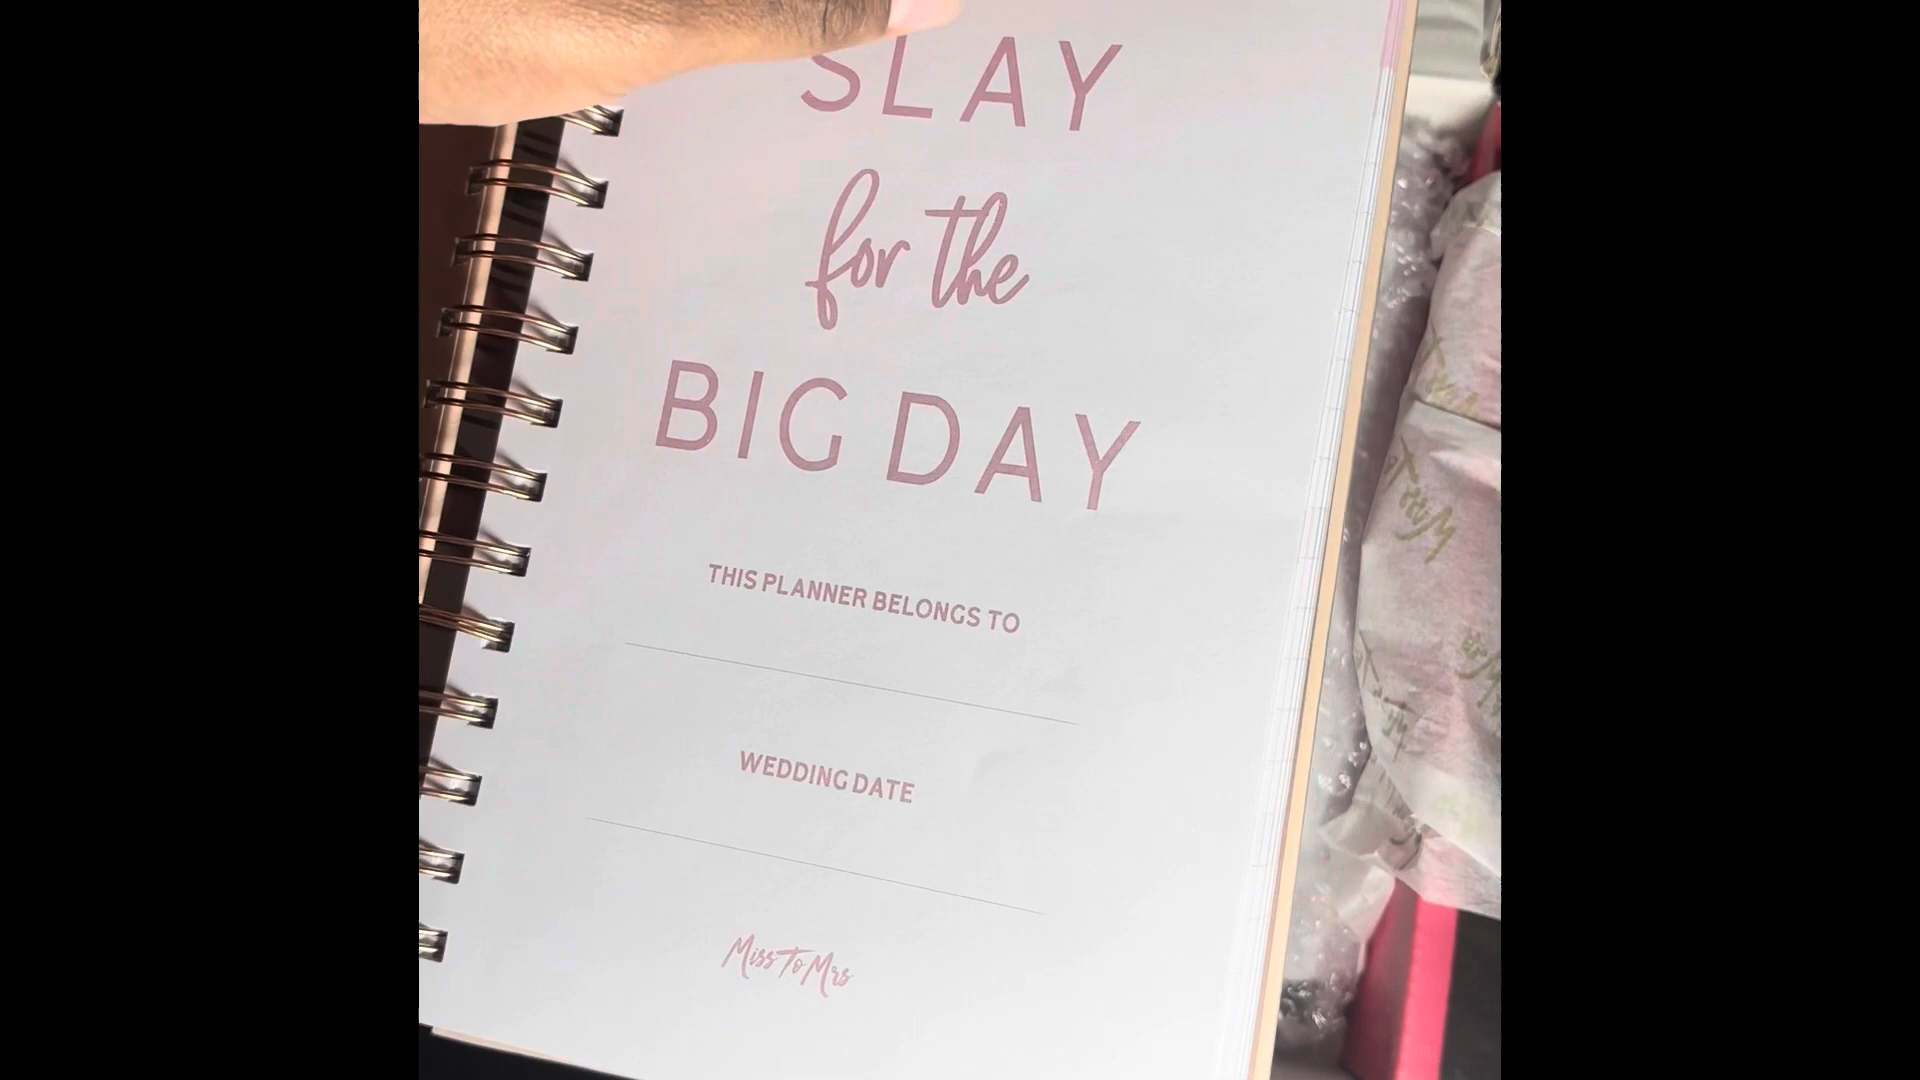 SLAY
for the
BIG DAY
THIS PLANNER BELONGS TO
WEDDING DATE
Miss To Mrs